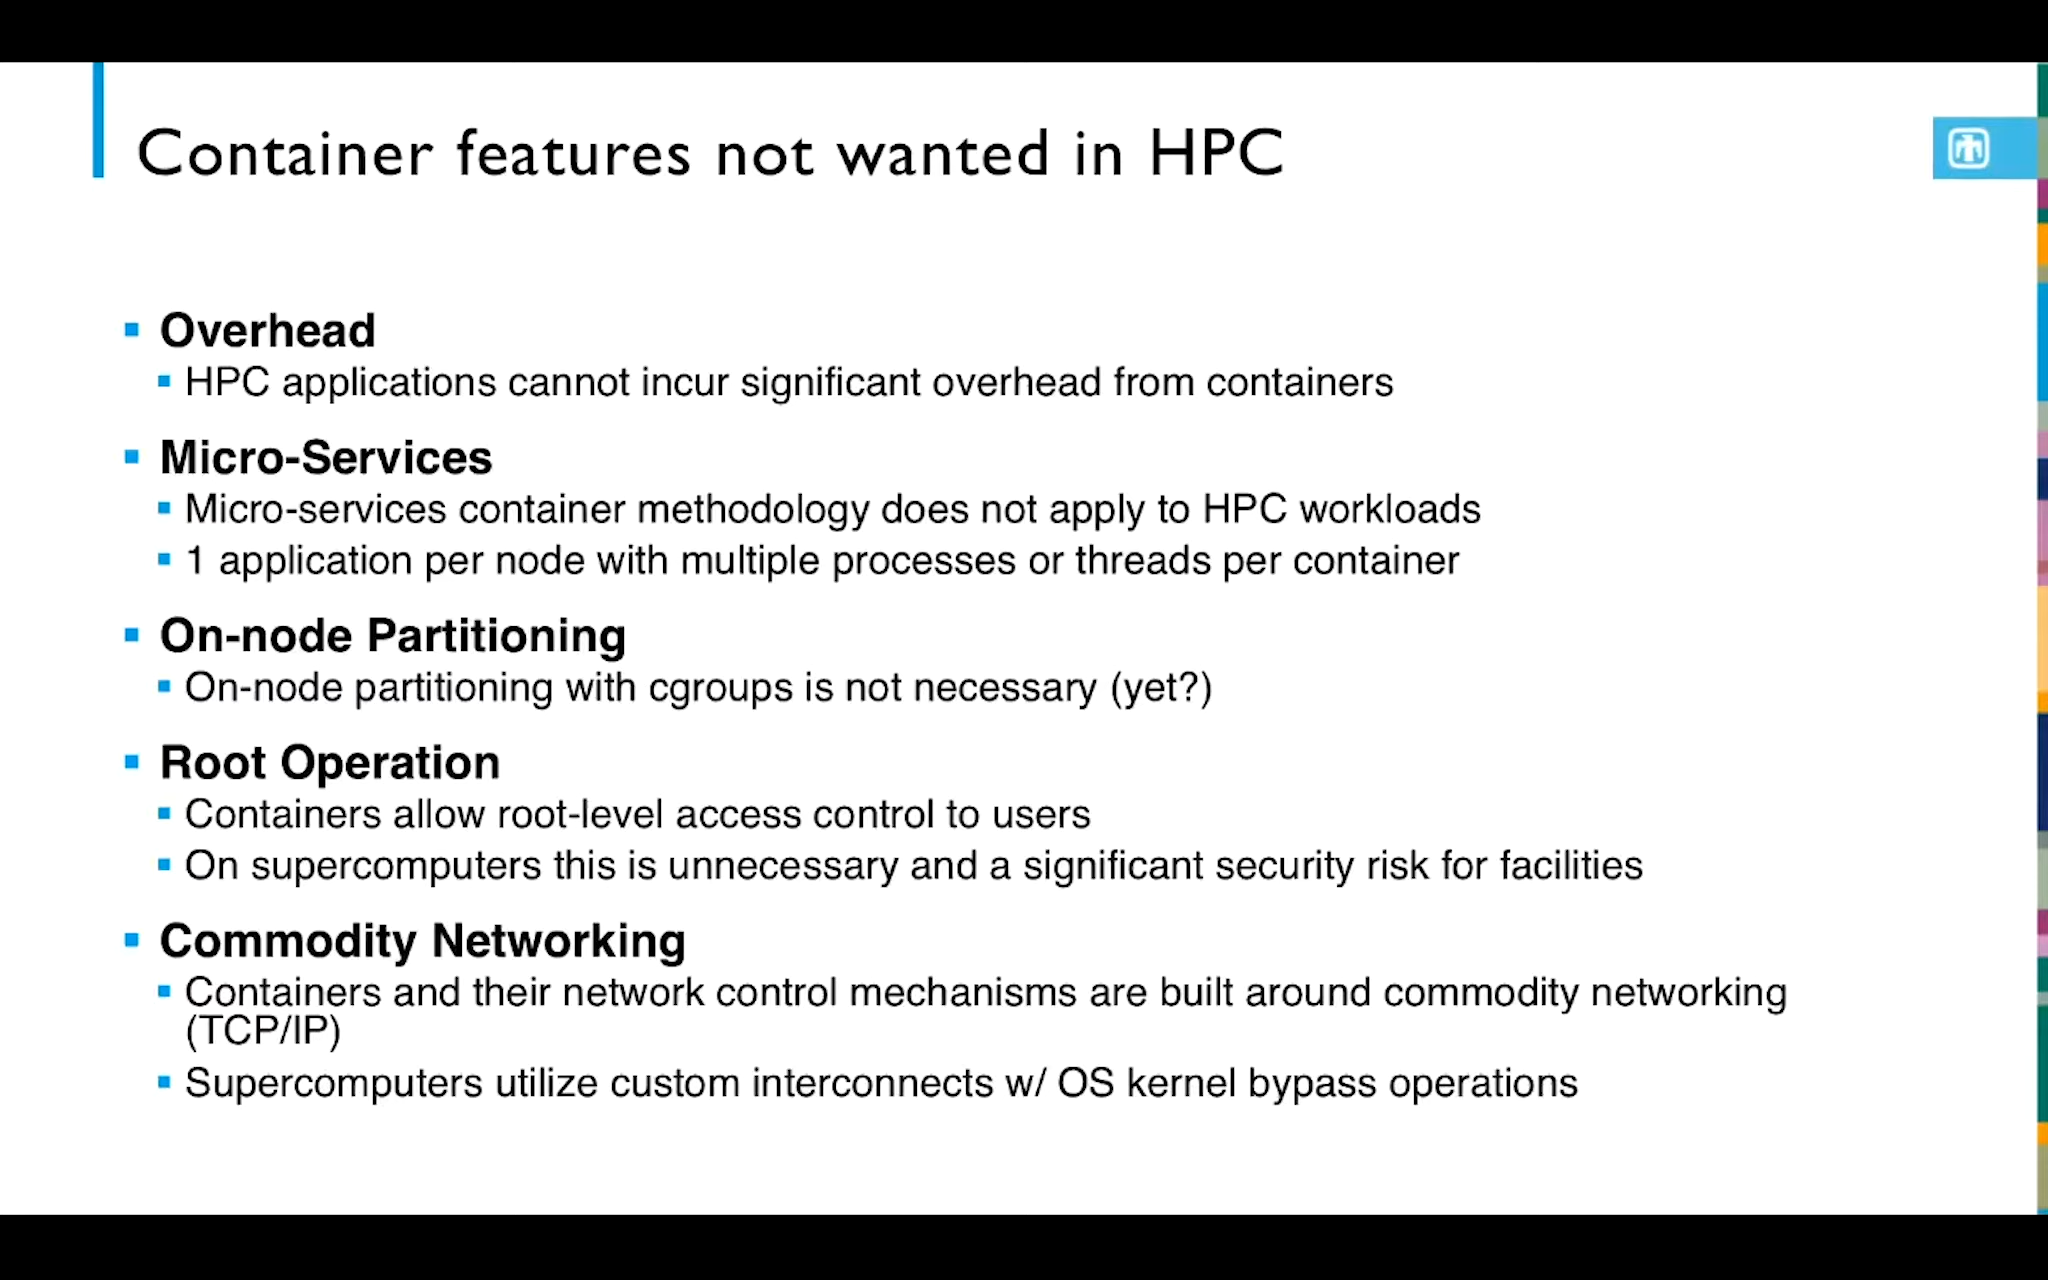 Container features not wanted in HPC
Overhead
HPC applications cannot incur significant overhead from containers
Micro-Services
Micro-services container methodology does not apply to HPC workloads
1 application per node with multiple processes or threads per container
On-node Partitioning
On-node partitioning with cgroups is not necessary (yet?)
Root Operation
Containers allow root-level access control to users
On supercomputers this is unnecessary and a significant security risk for facilities
Commodity Networking
Containers and their network control mechanisms are built around commodity networking
(TCP/IP)
Supercomputers utilize custom interconnects w/ OS kernel bypass operations